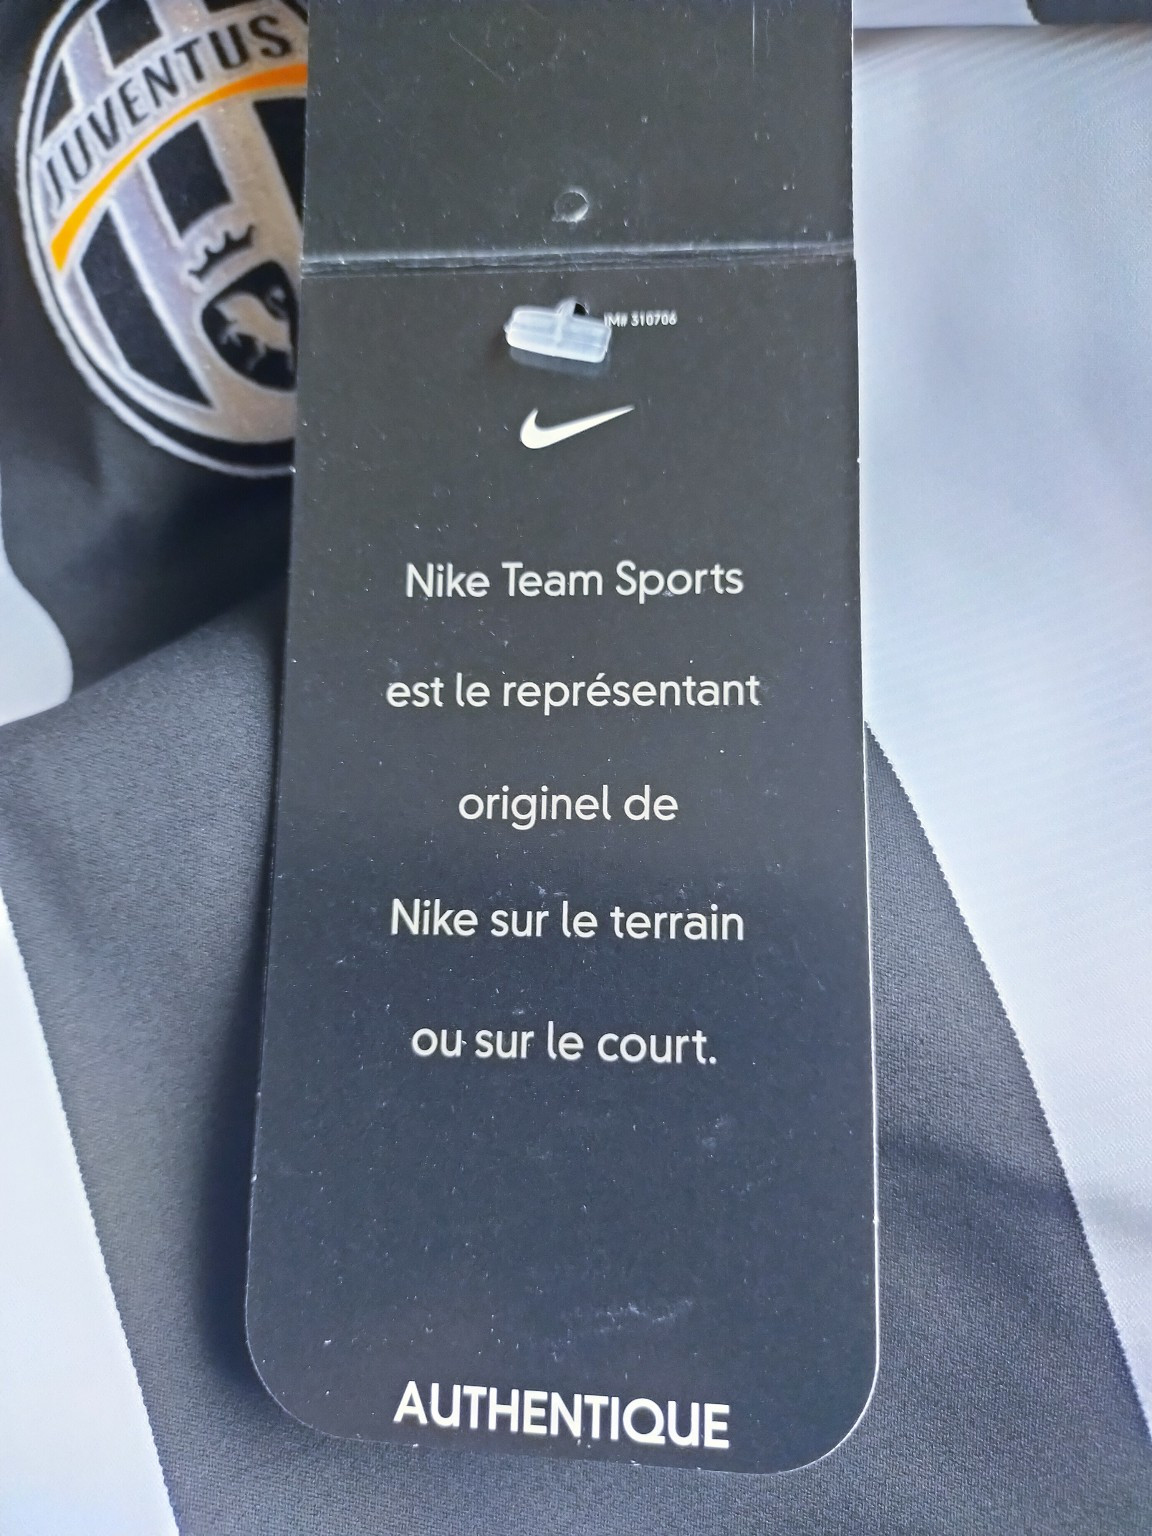 JUVENTUS
IM# 310706
Nike Team Sports
est le représentant
originel de
Nike sur le terrain
ou sur le court.
AUTHENTIQUE